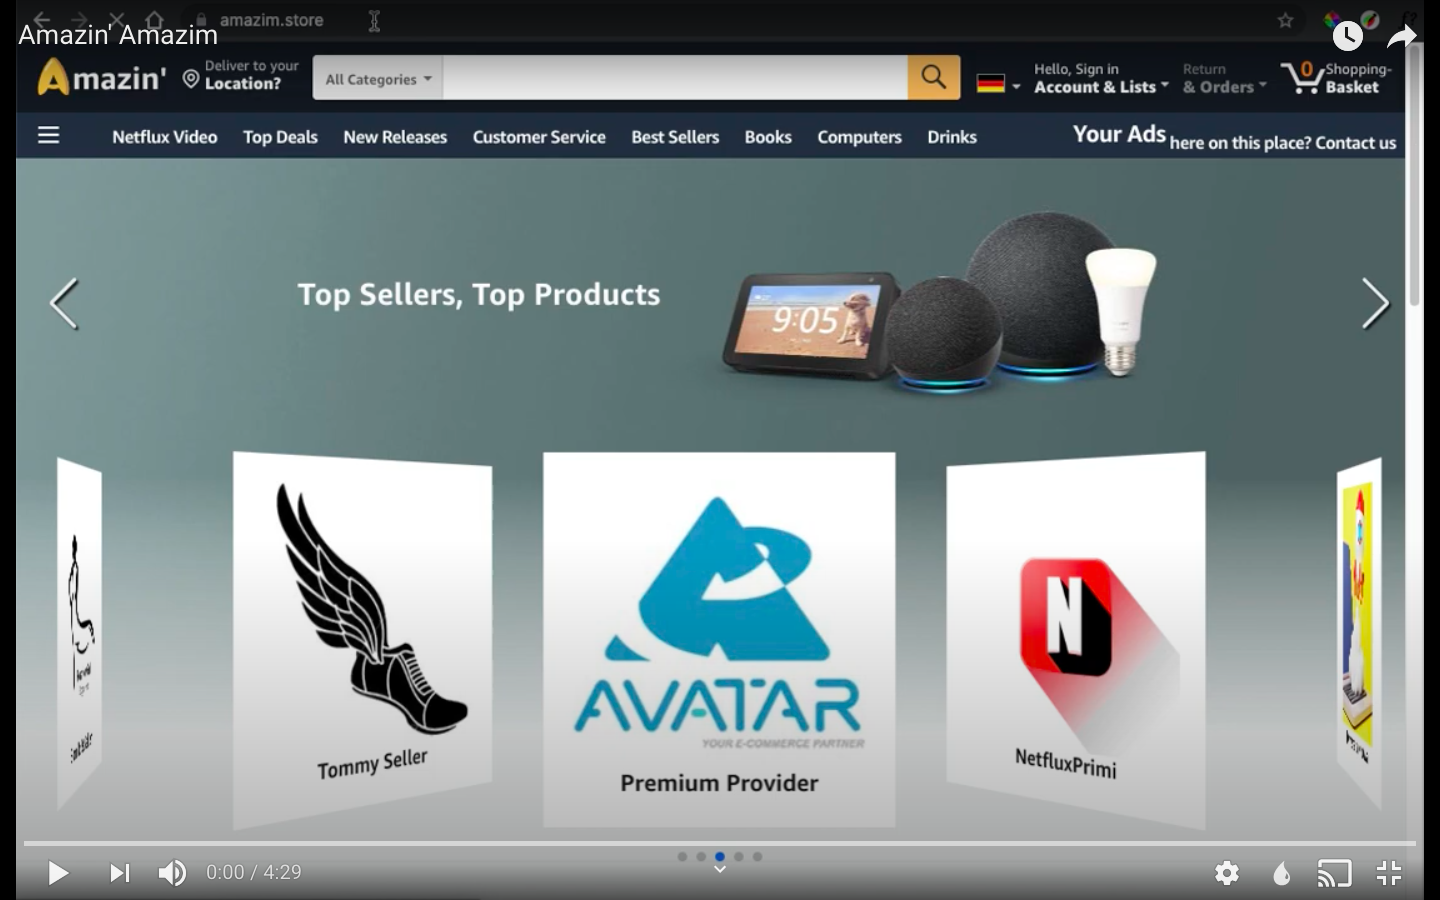 amazim.store
Amazin' Amazim
Amazin'
Deliver to your
Location?
All Categories
Hello, Sign in
Account & Lists
Return
& Orders
0
Shopping-
Basket
Netflux Video
Top Deals
New Releases
Customer Service
Best Sellers
Books
Computers
Drinks
Your Ads here on this place? Contact us
Top Sellers, Top Products
9:05
AVATAR
YOUR E-COMMERCE PARTNER
Tommy Seller
Premium Provider
N
NetfluxPrimi
0:00 / 4:29